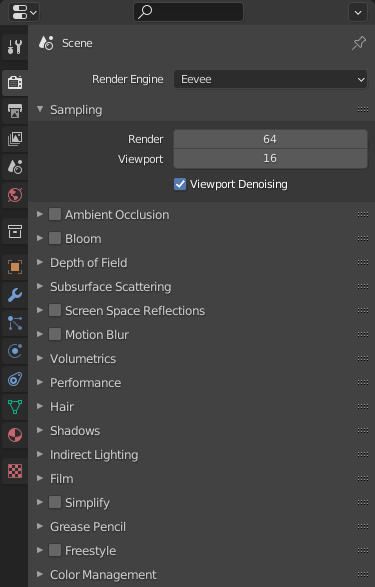 Scene
Render Engine Eevee
Sampling
Render 64
Viewport 16
Viewport Denoising
Ambient Occlusion
Bloom
Depth of Field
Subsurface Scattering
Screen Space Reflections
Motion Blur
Volumetrics
Performance
Hair
Shadows
Indirect Lighting
Film
Simplify
Grease Pencil
Freestyle
Color Management